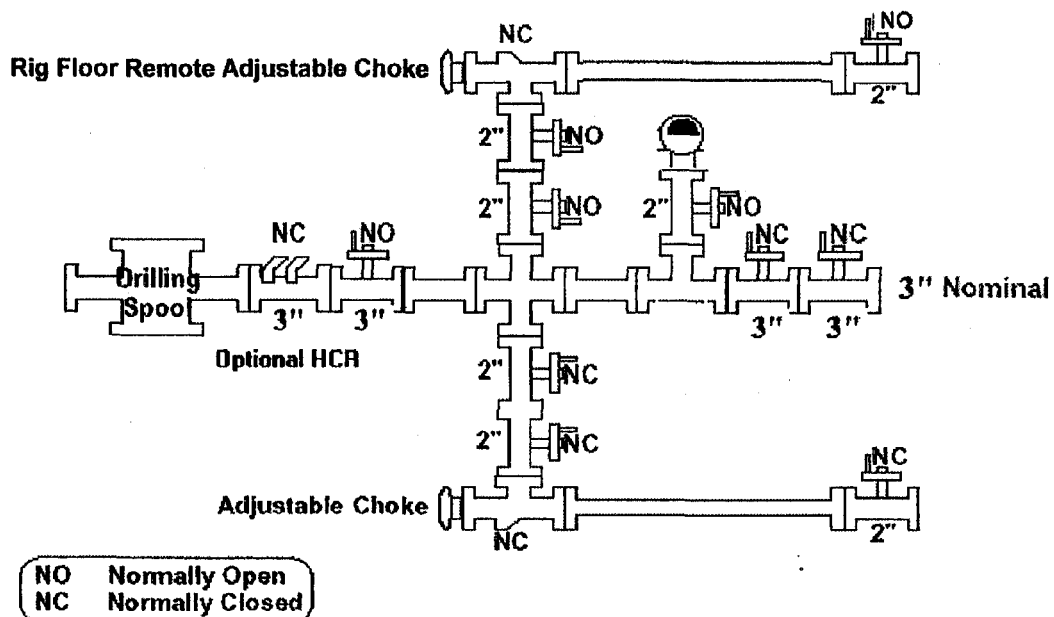 NC
NO
Rig Floor Remote Adjustable Choke
2"
2"
NO
2"
NO
2"
NO
NC
NO
NC
NC
Drilling
Spool
3"
3"
3"
3"
3" Nominal
Optional HCR
2"
NC
2"
NC
NC
Adjustable Choke
NC
2"
NO Normally Open
NC Normally Closed